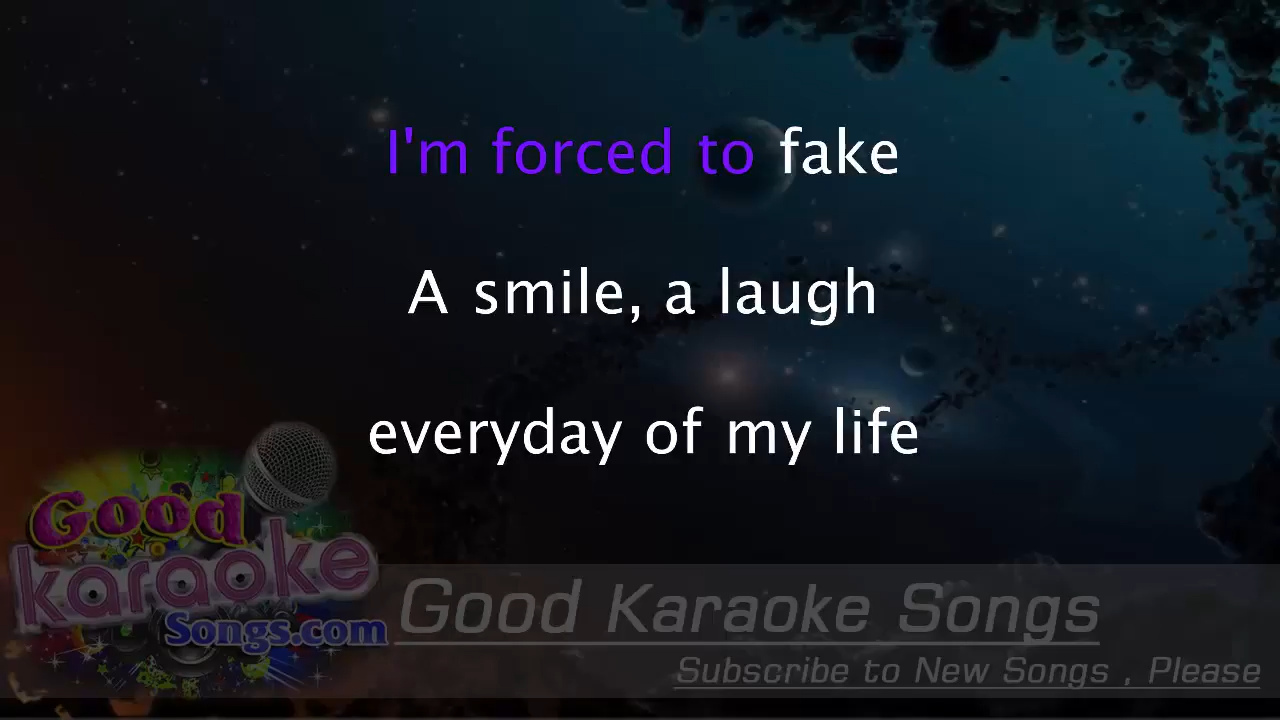 I'm forced to fake
A smile, a laugh
everyday of my life
Good
karaoke
Songs.com
Good Karaoke Songs
Subscribe to New Songs , Please